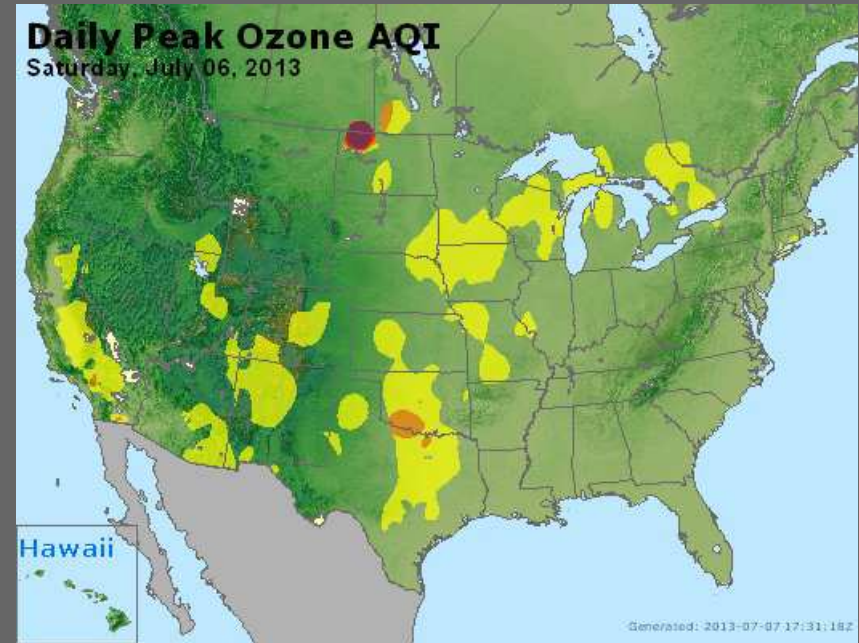 Daily Peak Ozone AQI
Saturday, July 06, 2013
Hawaii
Generated: 2013-07-07 17:31:18Z